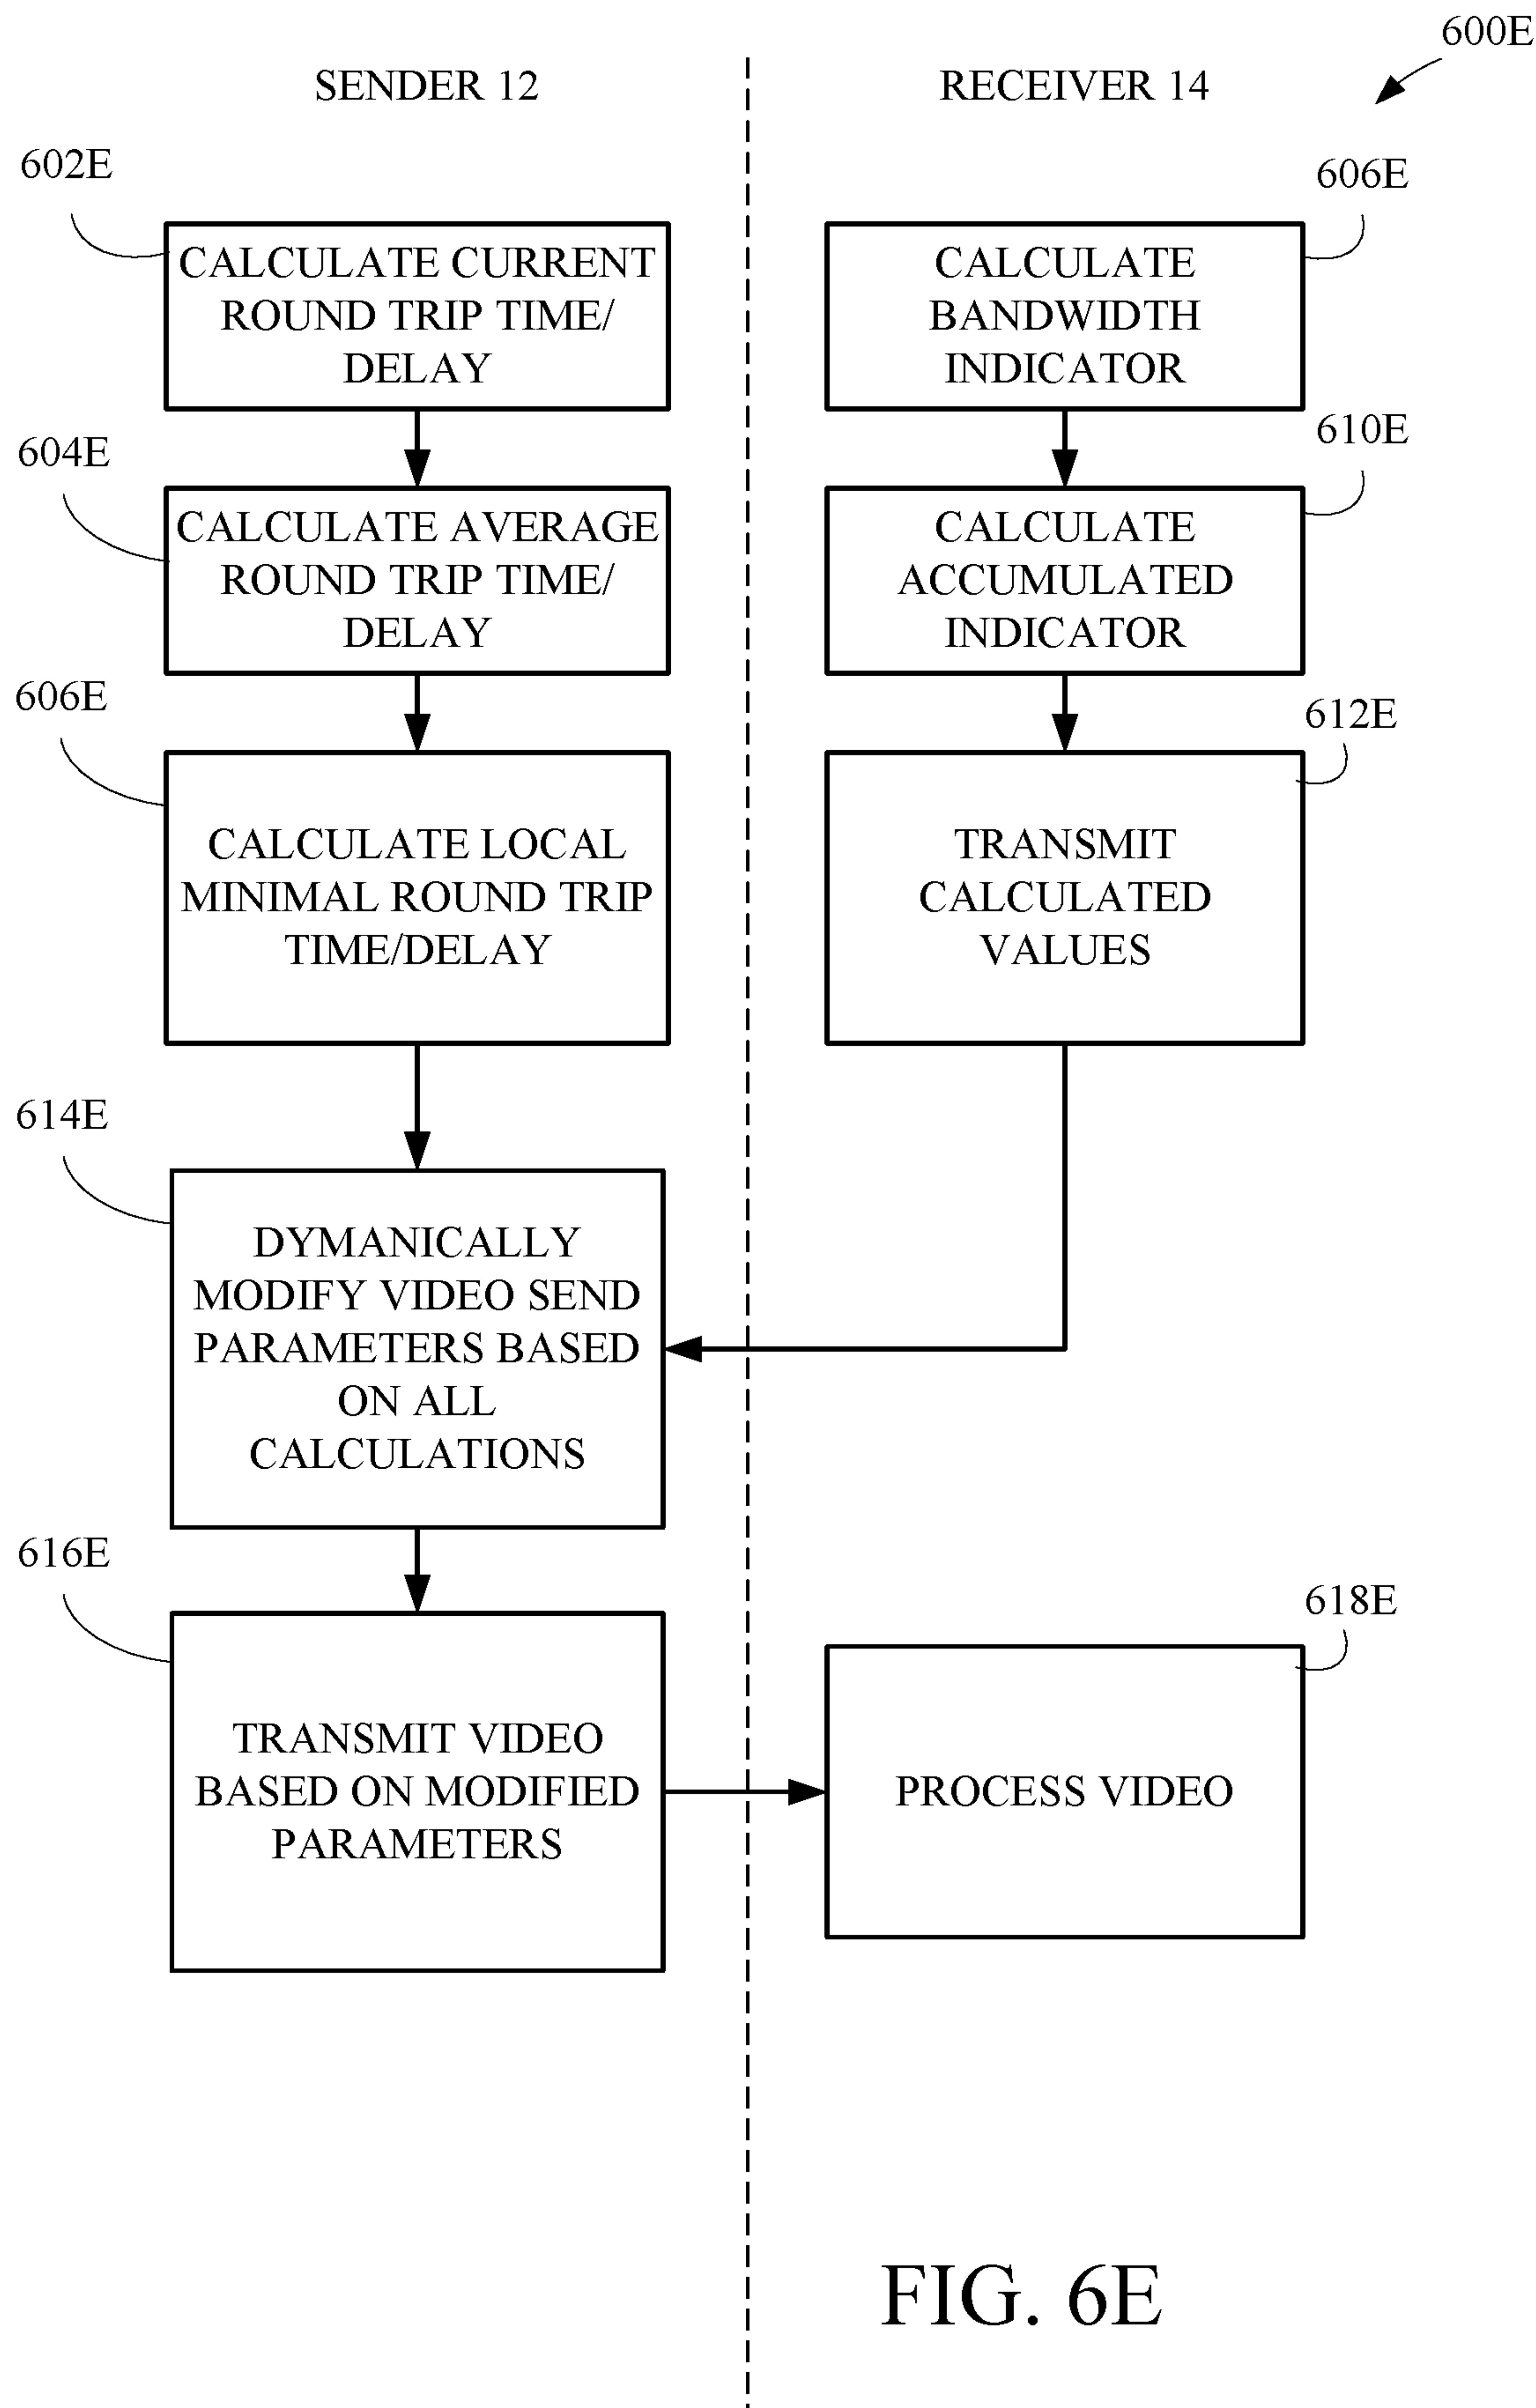 600E
SENDER 12
RECEIVER 14
602E
606E
CALCULATE CURRENT
ROUND TRIP TIME/
DELAY
CALCULATE
BANDWIDTH
INDICATOR
604E
610E
CALCULATE AVERAGE
ROUND TRIP TIME/
DELAY
CALCULATE
ACCUMULATED
INDICATOR
606E
612E
CALCULATE LOCAL
MINIMAL ROUND TRIP
TIME/DELAY
TRANSMIT
CALCULATED
VALUES
614E
DYMANICALLY
MODIFY VIDEO SEND
PARAMETERS BASED
ON ALL
CALCULATIONS
616E
618E
TRANSMIT VIDEO
BASED ON MODIFIED
PARAMETERS
PROCESS VIDEO
FIG. 6E